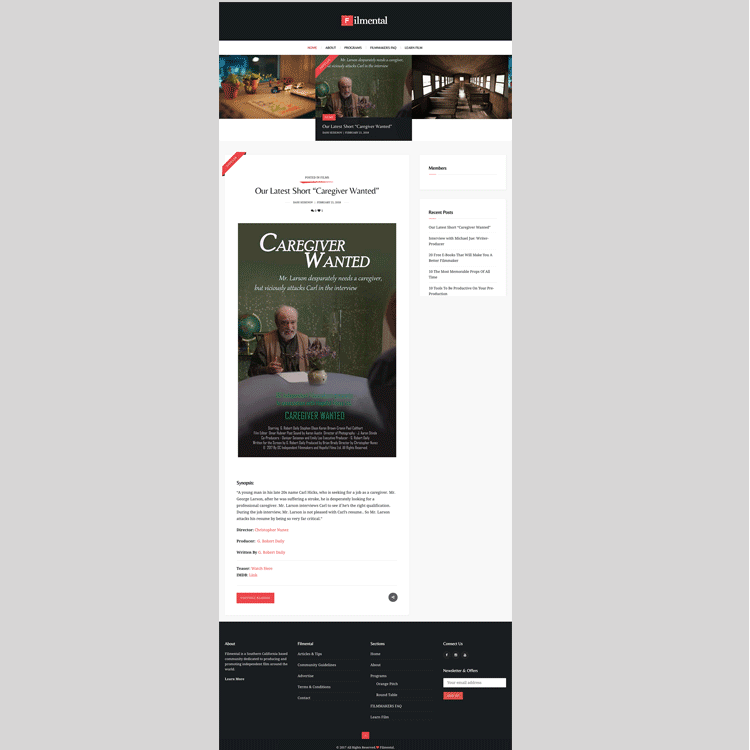 Filmental
HOME ABOUT PROGRAMS FILMMAKERS FAQ LEARN FILM
Mr. Larson desperately needs a caregiver,
viciously attacks Carl in the interview
FILMS
Our Latest Short "Caregiver Wanted"
FEBRUARY 21, 2018
POSTED IN FILMS
Our Latest Short "Caregiver Wanted"
FEBRUARY 21, 2018
CAREGIVER
WANTED
Mr. Larson desperately needs a caregiver,
but viciously attacks Carl in the interview
CAREGIVER WANTED
Synopsis:
"A young man in his late 20s name Carl Hicks, who is seeking for a job as a caregiver. Mr.
George Larson, after he was suffering a stroke, he is desperately looking for a
professional caregiver. Mr. Larson interviews Carl to see if he's the right qualification.
During the job interview, Mr. Larson is not pleased with Carl's resume.. So Mr. Larson
attacks his resume by being so very far critical."
Director: Christopher Nunns
Producer: G. Robert Daily
Written By G. Robert Daily.
Teaser: Watch Here
IMDB: Link
Members
Recent Posts
Our Latest Short "Caregiver Wanted"
Interview with Michael Joe: Writer-
Producer
20 Free E-Books That Will Make You A
Better Filmmaker
10 The Most Memorable Props Of All
Time
10 Tools To Be Productive On Your Pre-
Production
About
Filmental is a Southern California based
community dedicated to producing and
promoting independent film around the
world.
Learn More
Filmental
Articles & Tips
Community Guidelines
Advertise
Terms & Conditions
Contact
Sections
Home
About
Programs
Orange Pitch
Round Table
FILMMAKERS FAQ
Learn Film
Connect Us
Newsletter & Offers
Your email address
SIGN UP
© 2017 All Rights Reserved ❤ Filmental.